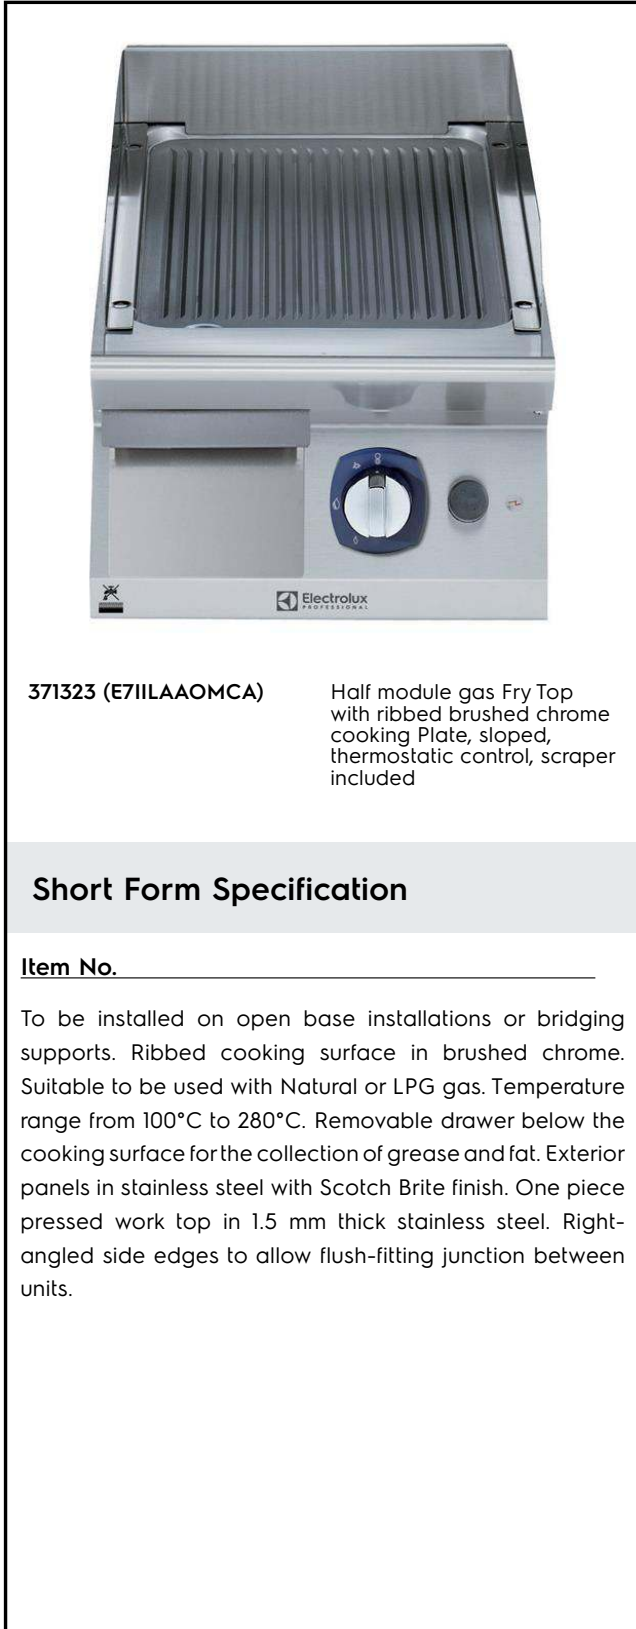 Electrolux
PROFESSIONAL
371323 (E7IILAAOMCA)
Half module gas Fry Top
with ribbed brushed chrome
cooking Plate, sloped,
thermostatic control, scraper
included
Short Form Specification
Item No.
To be installed on open base installations or bridging
supports. Ribbed cooking surface in brushed chrome.
Suitable to be used with Natural or LPG gas. Temperature
range from 100°C to 280°C. Removable drawer below the
cooking surface for the collection of grease and fat. Exterior
panels in stainless steel with Scotch Brite finish. One piece
pressed work top in 1.5 mm thick stainless steel. Right-
angled side edges to allow flush-fitting junction between
units.